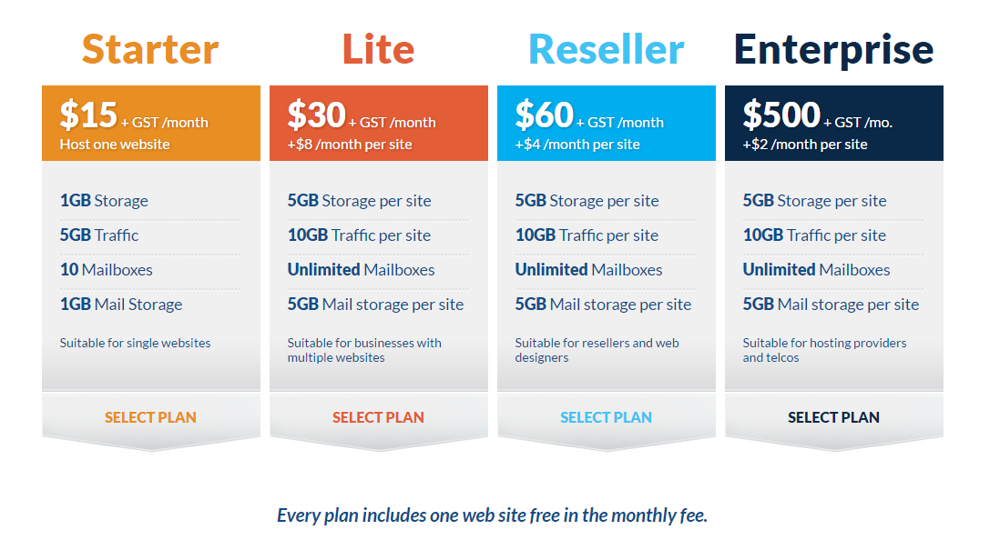 Starter
$15 + GST /month
Host one website
1GB Storage
5GB Traffic
10 Mailboxes
1GB Mail Storage
Suitable for single websites
SELECT PLAN
Lite
$30 + GST /month
+$8 /month per site
5GB Storage per site
10GB Traffic per site
Unlimited Mailboxes
5GB Mail storage per site
Suitable for businesses with
multiple websites
SELECT PLAN
Reseller
$60 + GST /month
+$4 /month per site
5GB Storage per site
10GB Traffic per site
Unlimited Mailboxes
5GB Mail storage per site
Suitable for resellers and web
designers
SELECT PLAN
Enterprise
$500 + GST /mo.
+$2 /month per site
5GB Storage per site
10GB Traffic per site
Unlimited Mailboxes
5GB Mail storage per site
Suitable for hosting providers
and telcos
SELECT PLAN
Every plan includes one web site free in the monthly fee.